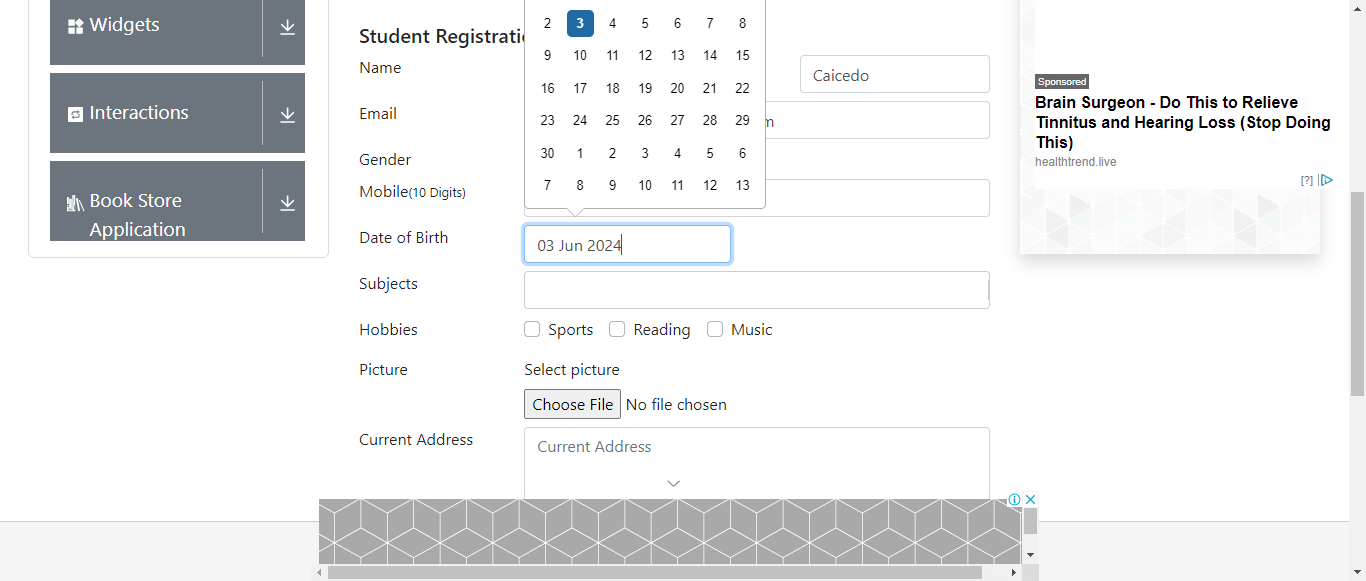 Widgets
Interactions
Book Store
Application
Student Registrati
Name
Caicedo
Email
m
Gender
Mobile(10 Digits)
2 3 4 5 6 7 8
9 10 11 12 13 14 15
16 17 18 19 20 21 22
23 24 25 26 27 28 29
30 1 2 3 4 5 6
7 8 9 10 11 12 13
Date of Birth
03 Jun 2024
Subjects
Hobbies
Sports Reading Music
Picture
Select picture
Choose File No file chosen
Current Address
Current Address
Sponsored
Brain Surgeon - Do This to Relieve
Tinnitus and Hearing Loss (Stop Doing
This)
healthtrend.live
[?]